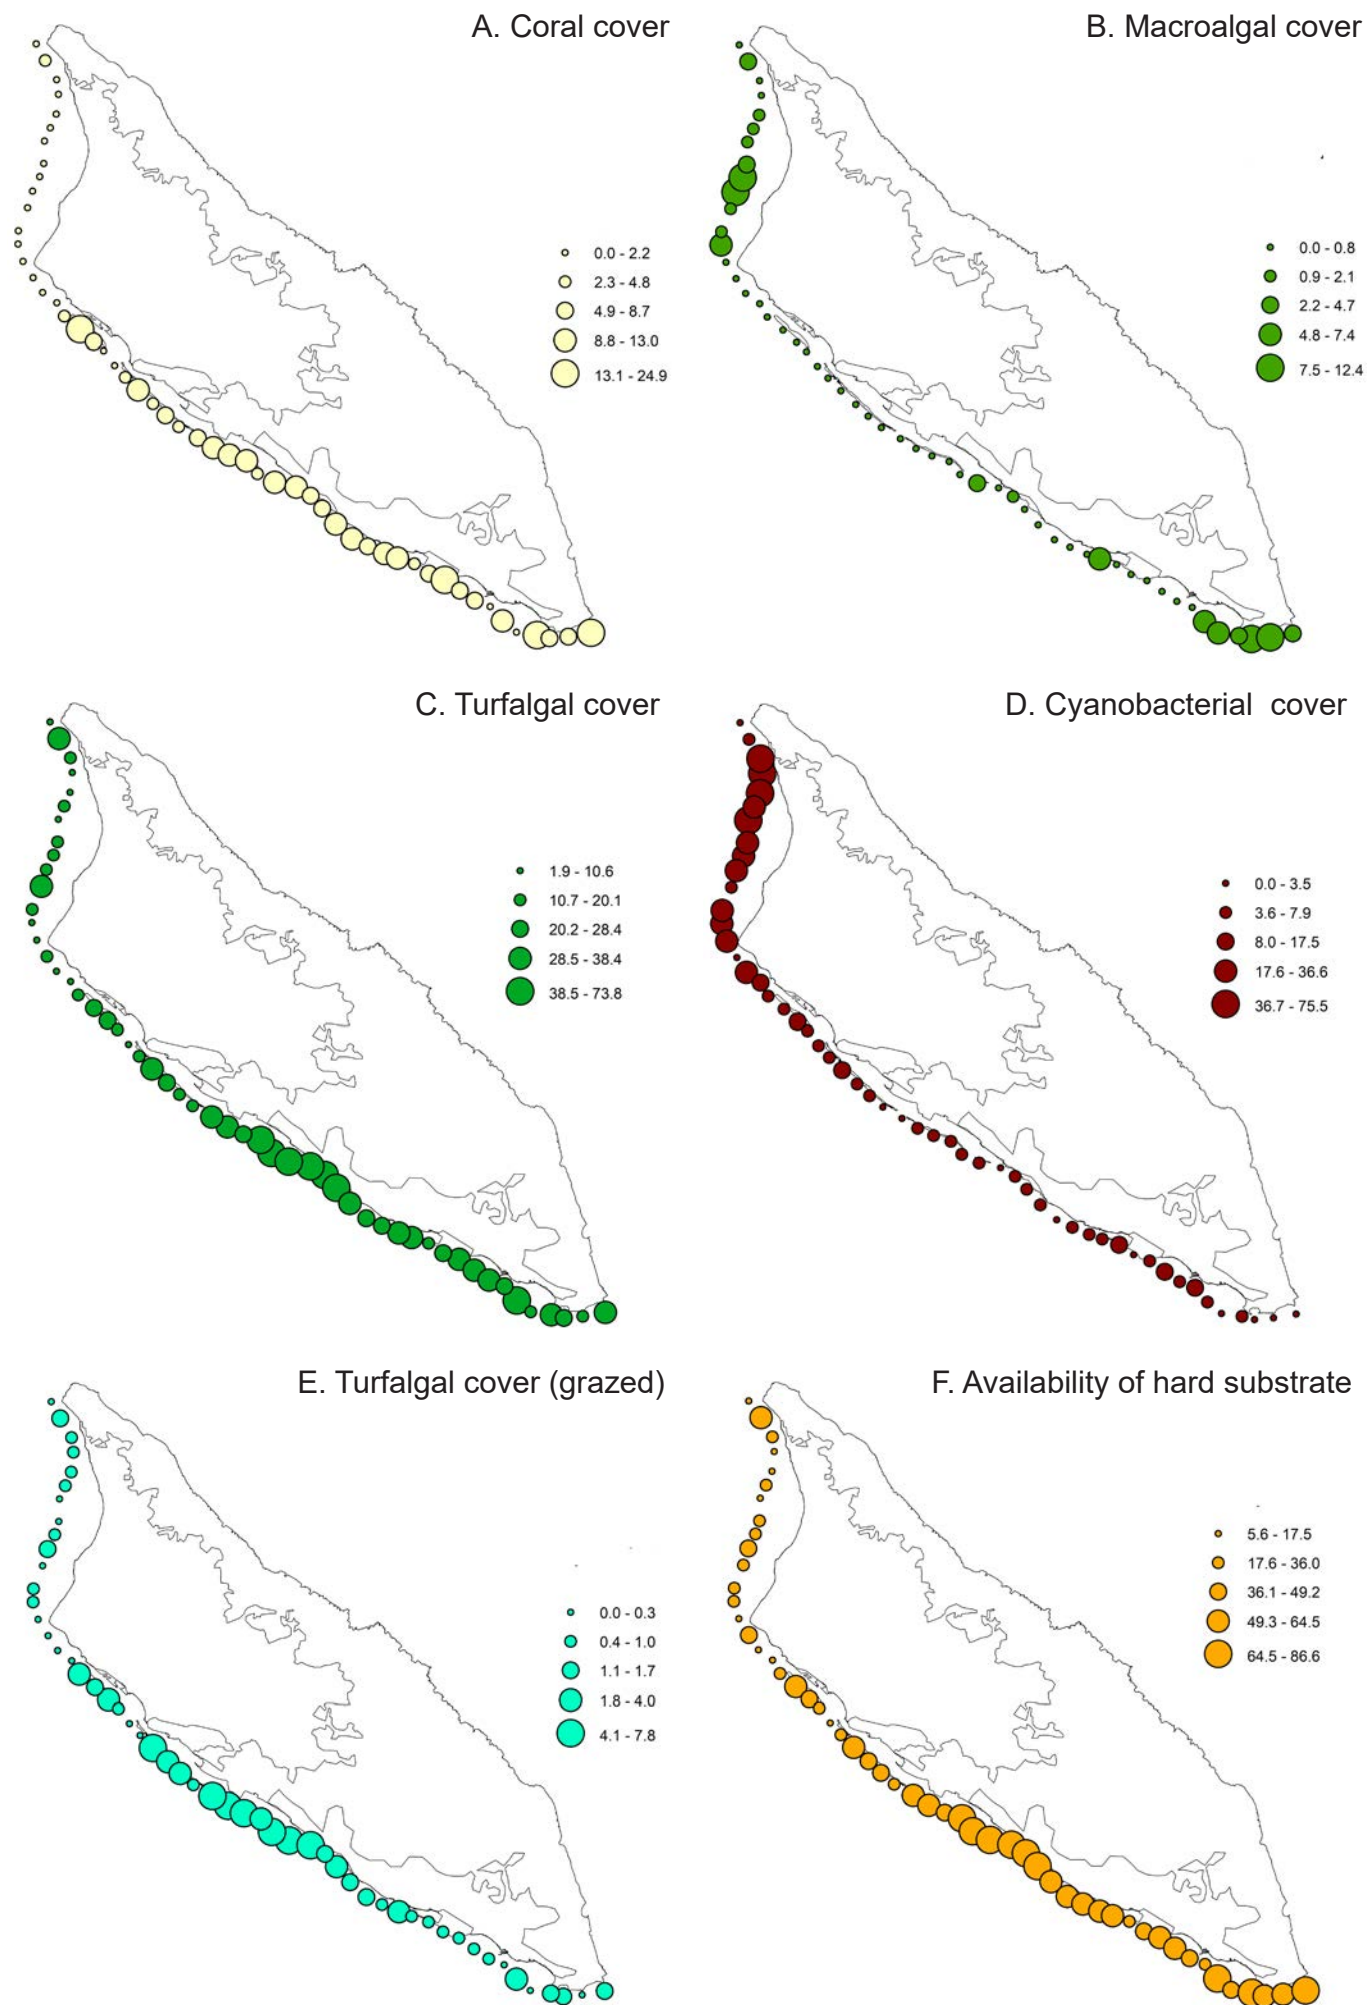 A. Coral cover
0.0 - 2.2
2.3 - 4.8
4.9 - 8.7
8.8 - 13.0
13.1 - 24.9
B. Macroalgal cover
0.0 - 0.8
0.9 - 2.1
2.2 - 4.7
4.8 - 7.4
7.5 - 12.4
C. Turfalgal cover
1.9 - 10.6
10.7 - 20.1
20.2 - 28.4
28.5 - 38.4
38.5 - 73.8
D. Cyanobacterial  cover
0.0 - 3.5
3.6 - 7.9
8.0 - 17.5
17.6 - 36.6
36.7 - 75.5
E. Turfalgal cover (grazed)
0.0 - 0.3
0.4 - 1.0
1.1 - 1.7
1.8 - 4.0
4.1 - 7.8
F. Availability of hard substrate
5.6 - 17.5
17.6 - 36.0
36.1 - 49.2
49.3 - 64.5
64.5 - 86.6